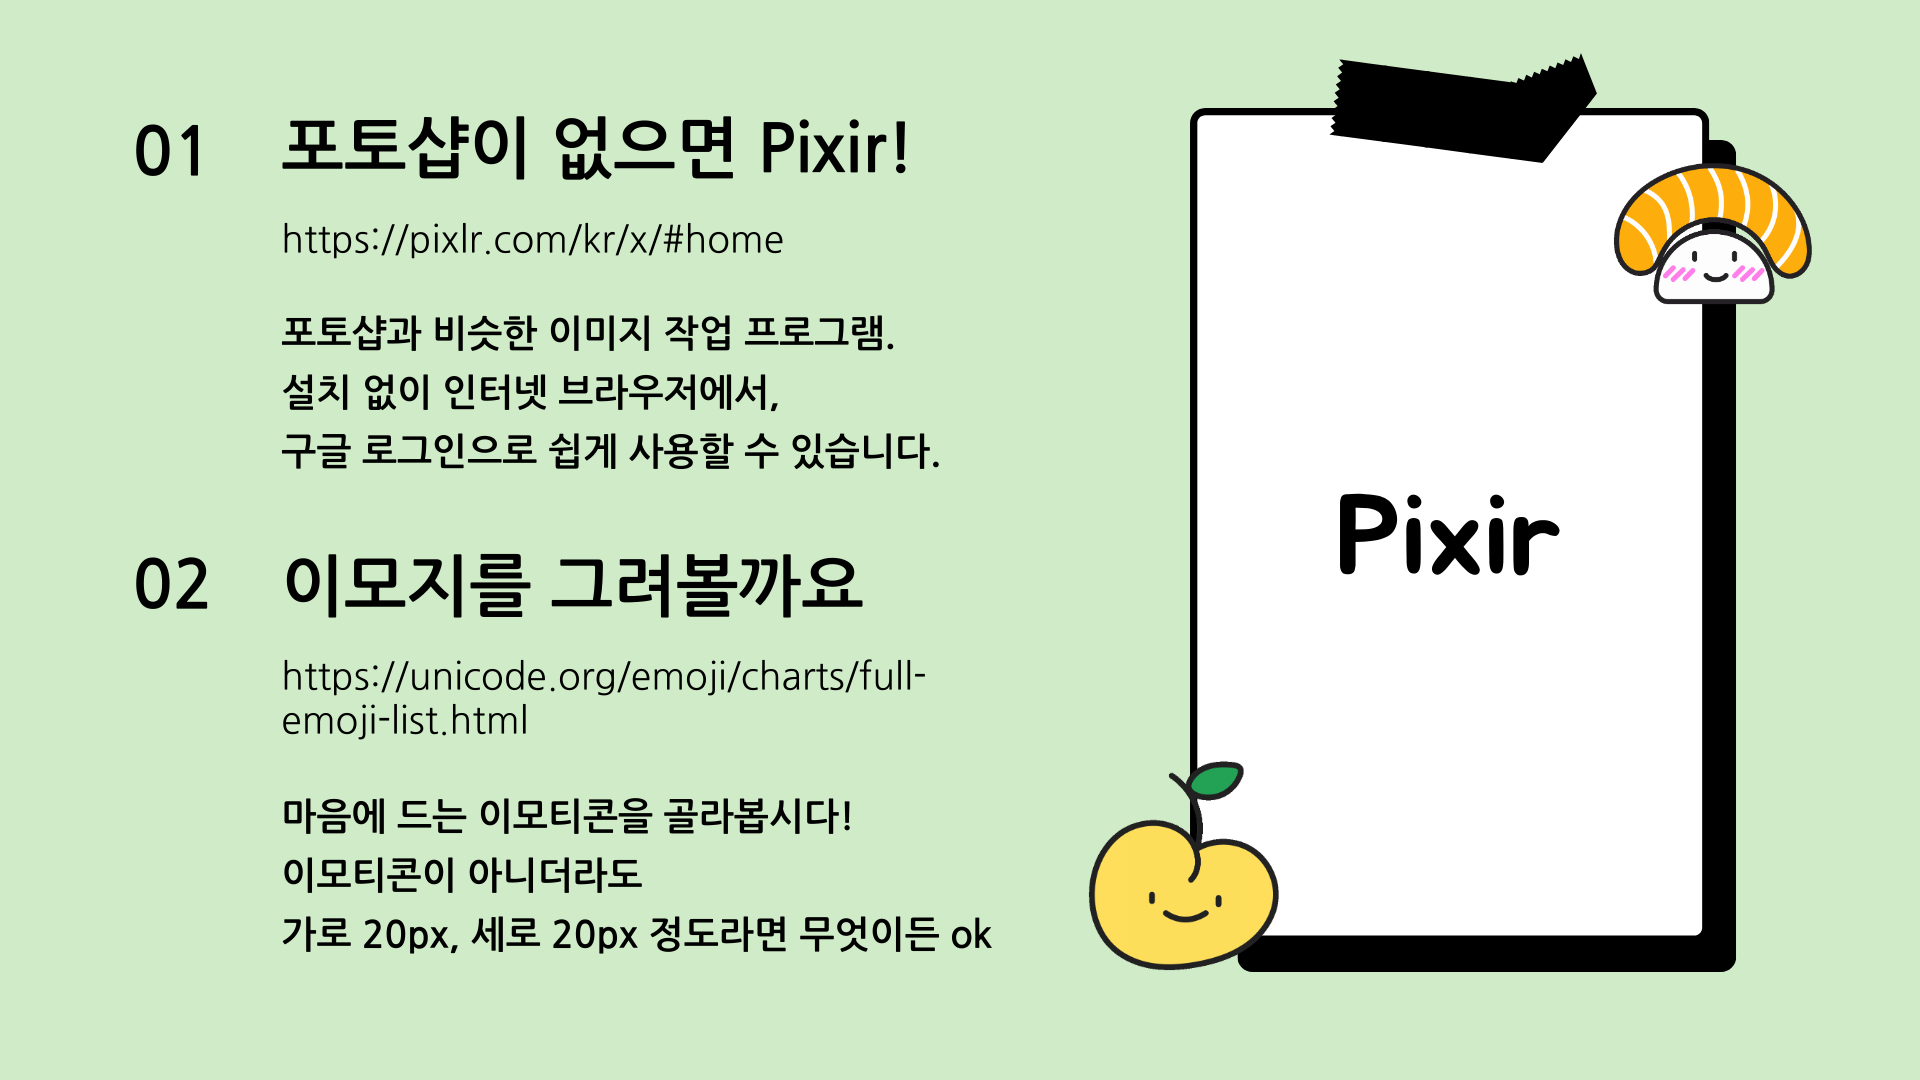 01 포토샵이 없으면 Pixir!
https://pixlr.com/kr/x/#home
포토샵과 비슷한 이미지 작업 프로그램.
설치 없이 인터넷 브라우저에서,
구글 로그인으로 쉽게 사용할 수 있습니다.
02 이모지를 그려볼까요
https://unicode.org/emoji/charts/full-
emoji-list.html
마음에 드는 이모티콘을 골라봅시다!
이모티콘이 아니더라도
가로 20px, 세로 20px 정도라면 무엇이든 ok
Pixir